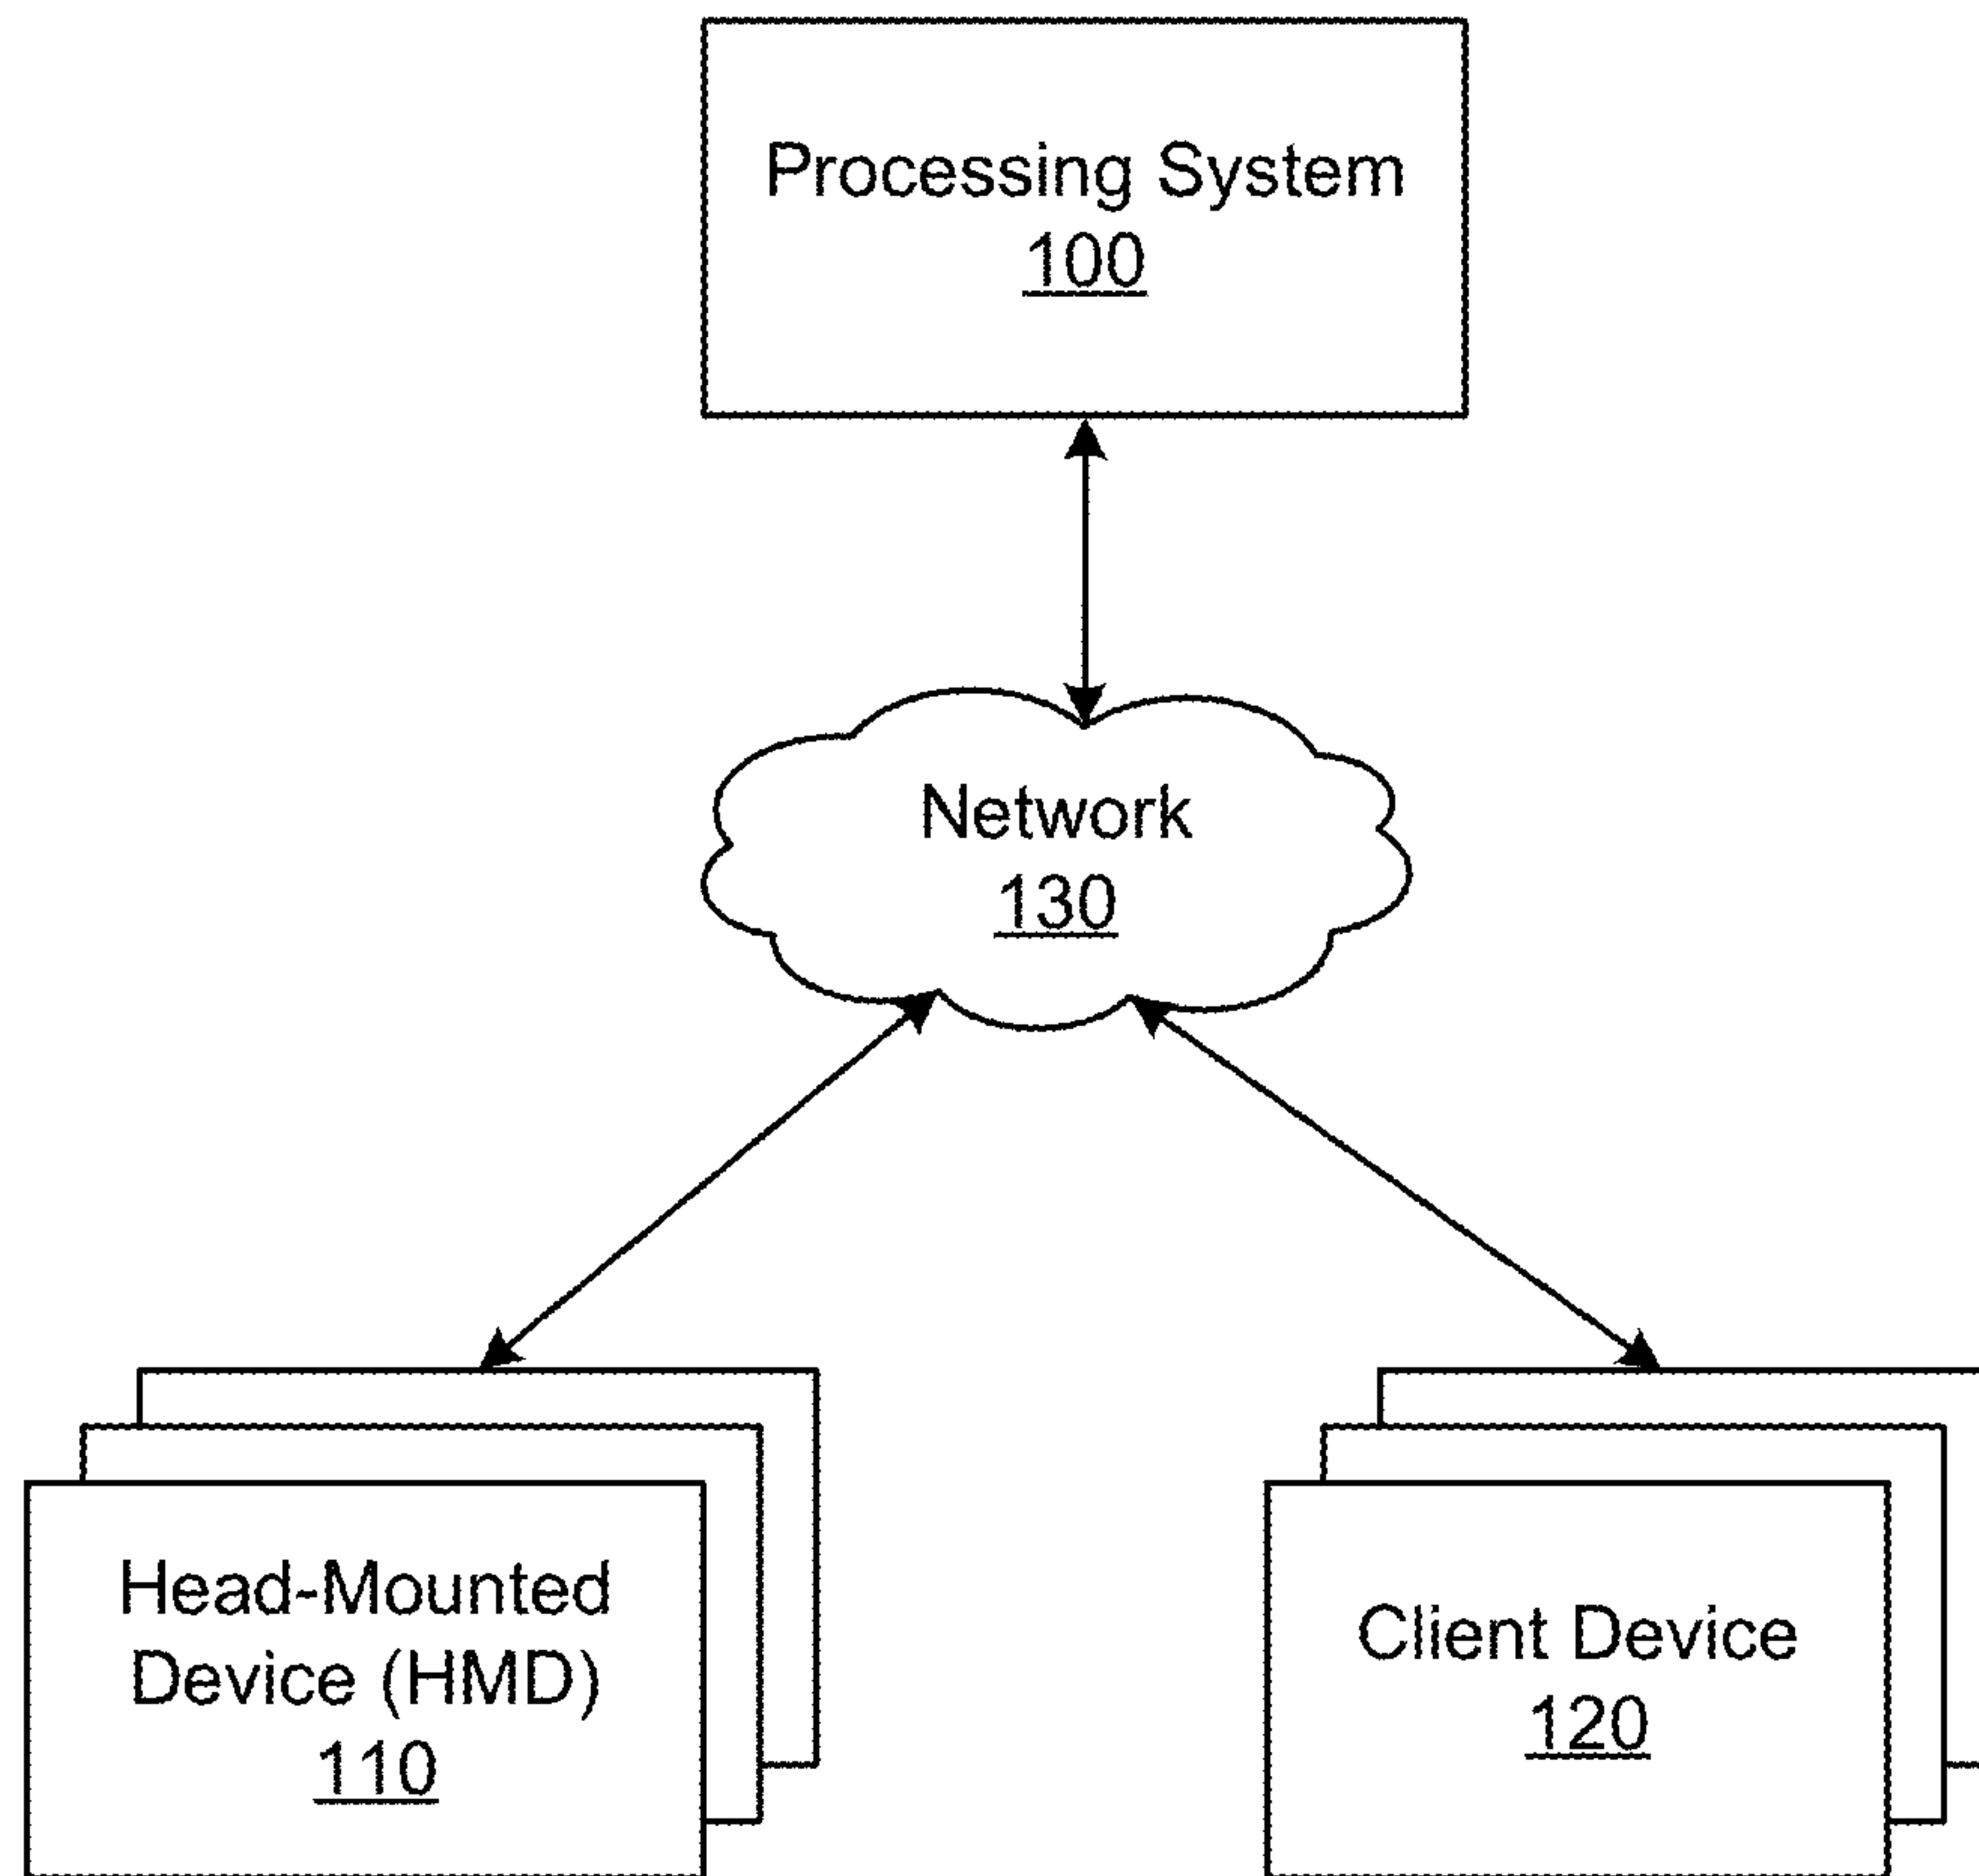 Processing System
100
Network
130
Head-Mounted
Device (HMD)
110
Client Device
120